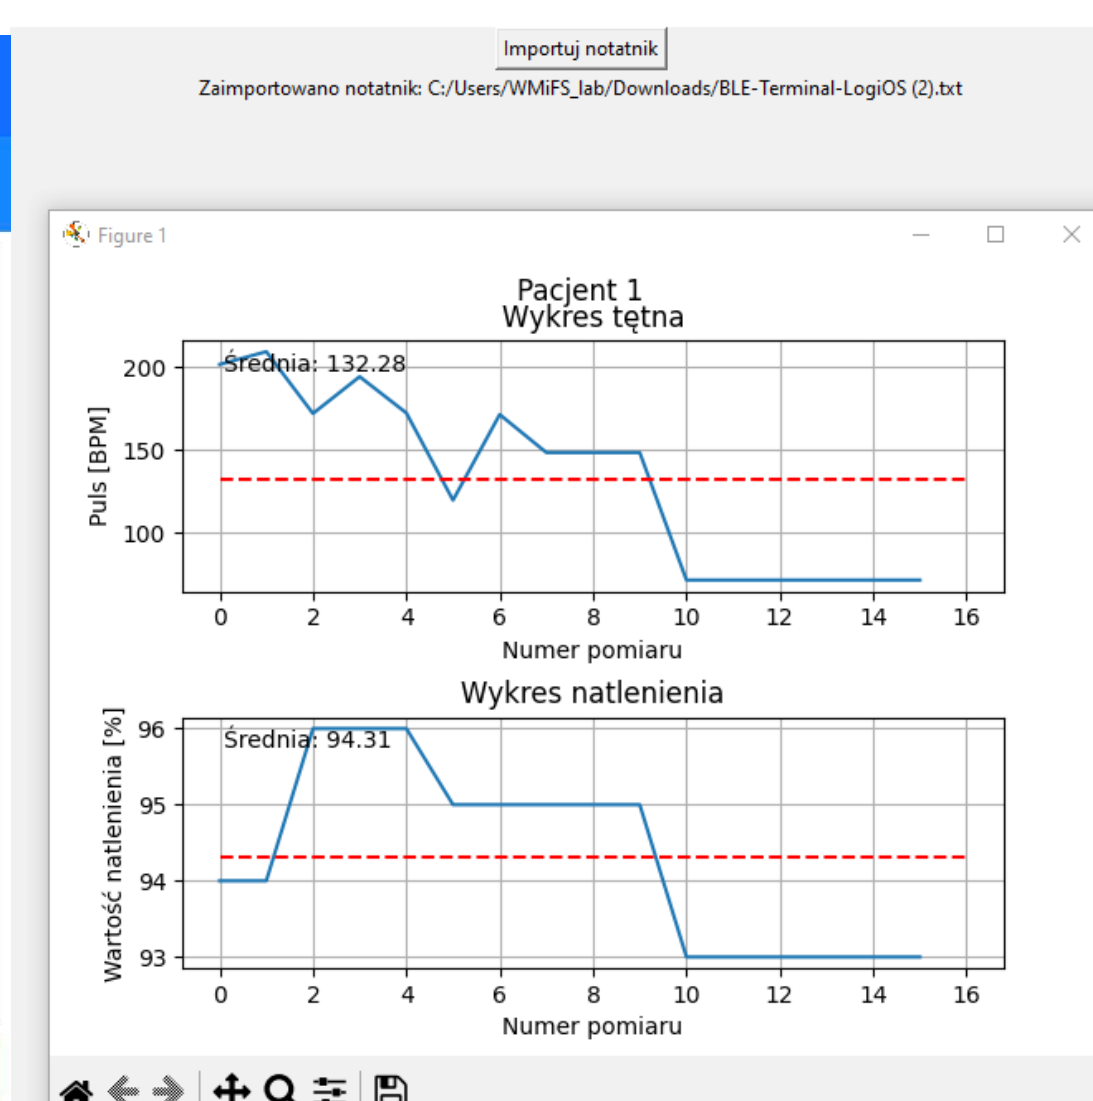 Importuj notatnik
Zaimportowano notatnik: C:/Users/WMiFS_lab/Downloads/BLE-Terminal-LogiOS (2).txt
Figure 1
Pacjent 1
Wykres tętna
Średnia: 132.28
Puls [BPM]
200
150
100
0 2 4 6 8 10 12 14 16
Numer pomiaru
Wykres natlenienia
Średnia: 94.31
Wartość natlenienia [%]
96
95
94
93
0 2 4 6 8 10 12 14 16
Numer pomiaru